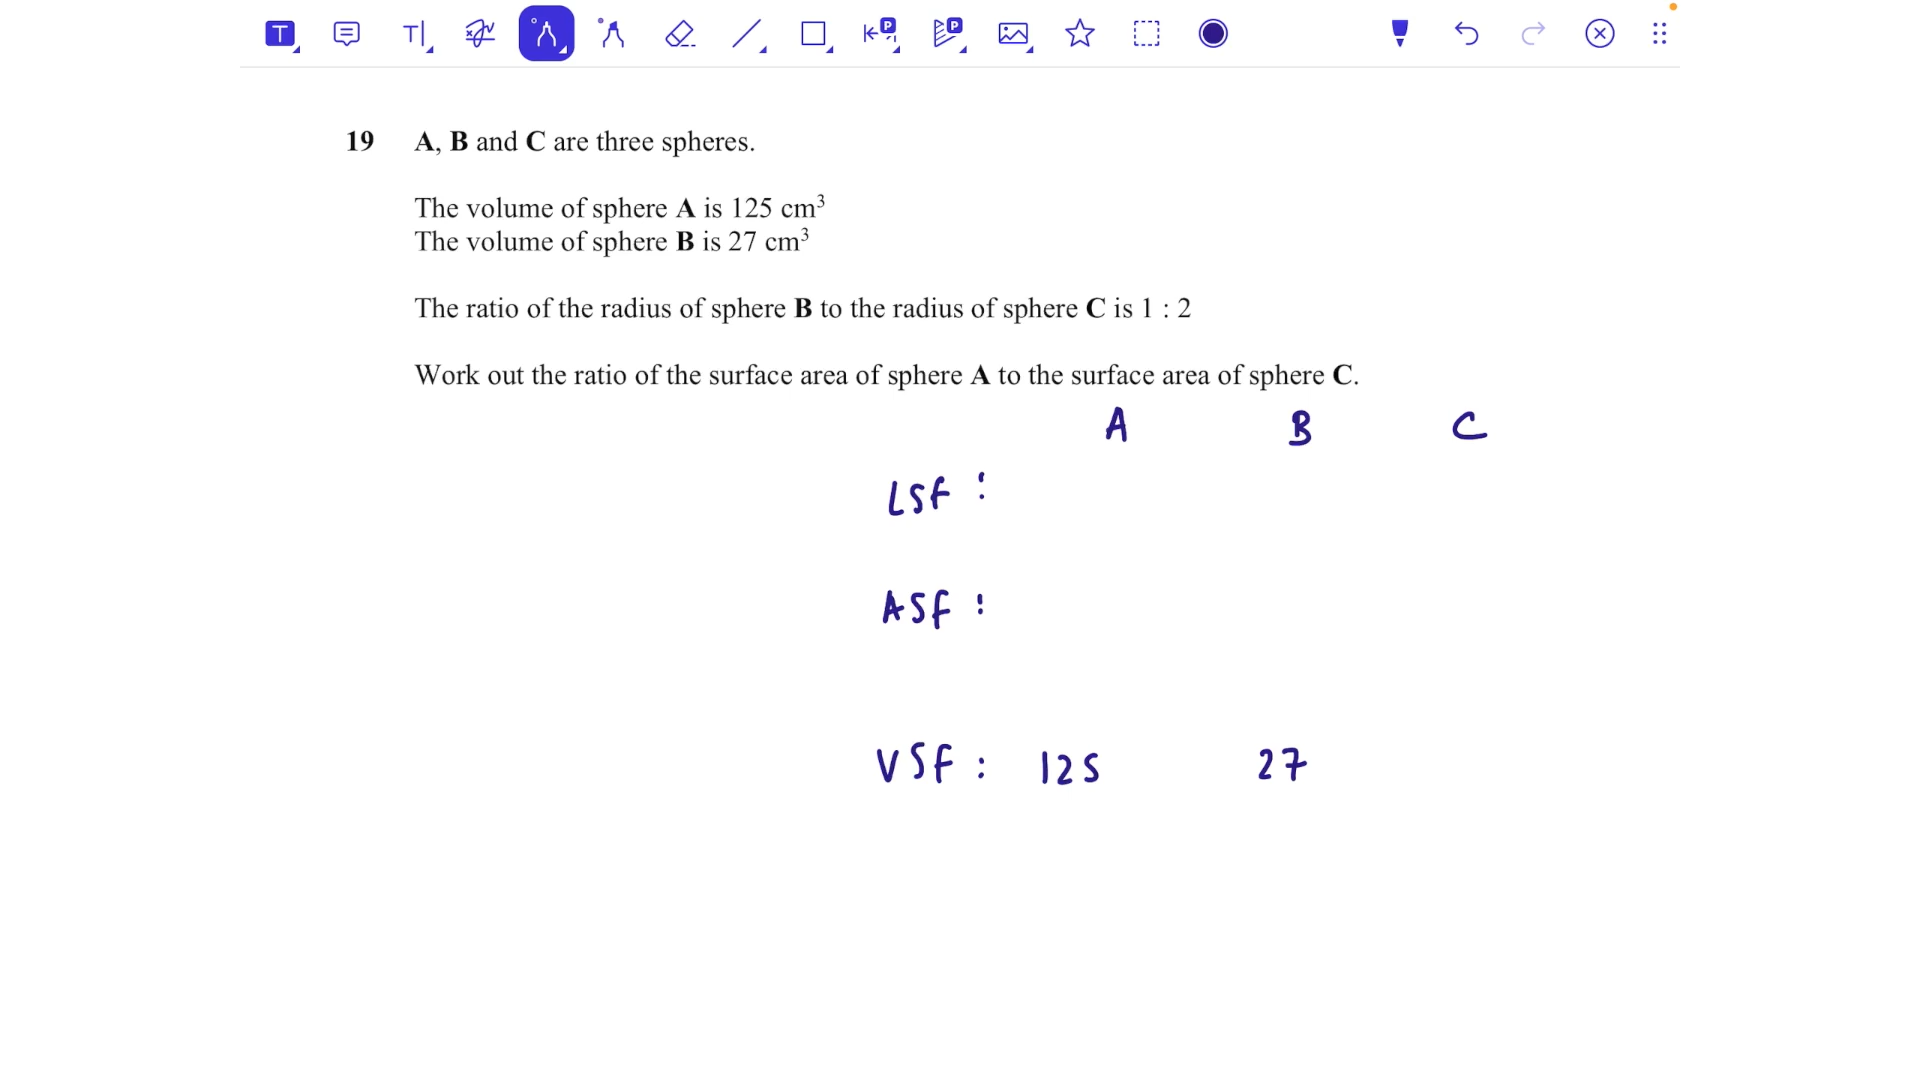 T T| P P
19 A, B and C are three spheres.
The volume of sphere A is 125 cm³
The volume of sphere B is 27 cm³
The ratio of the radius of sphere B to the radius of sphere C is 1 : 2
Work out the ratio of the surface area of sphere A to the surface area of sphere C.
A B C
LSF :
ASF :
VSF : 125 27